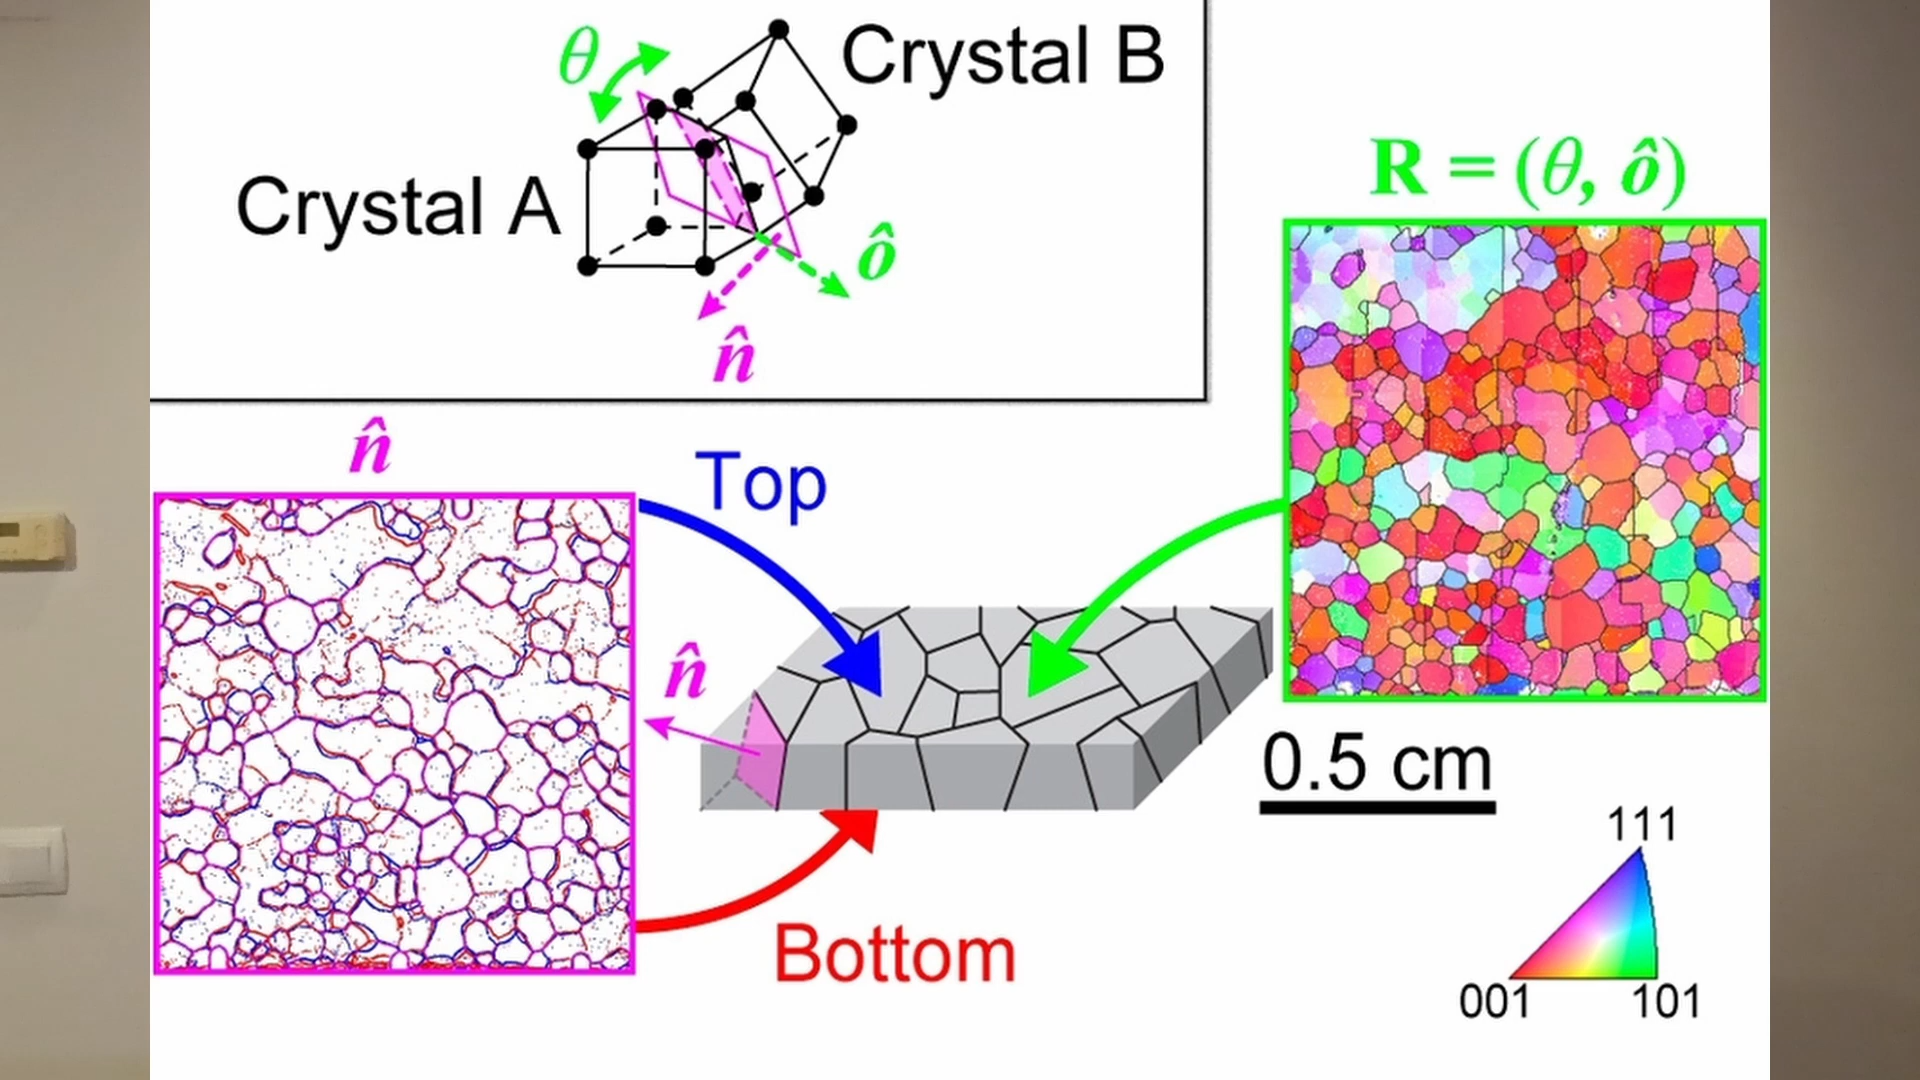 θ
Crystal B
Crystal A
ô
n̂
R = (θ, ô)
n̂
Top
n̂
0.5 cm
Bottom
111
001
101